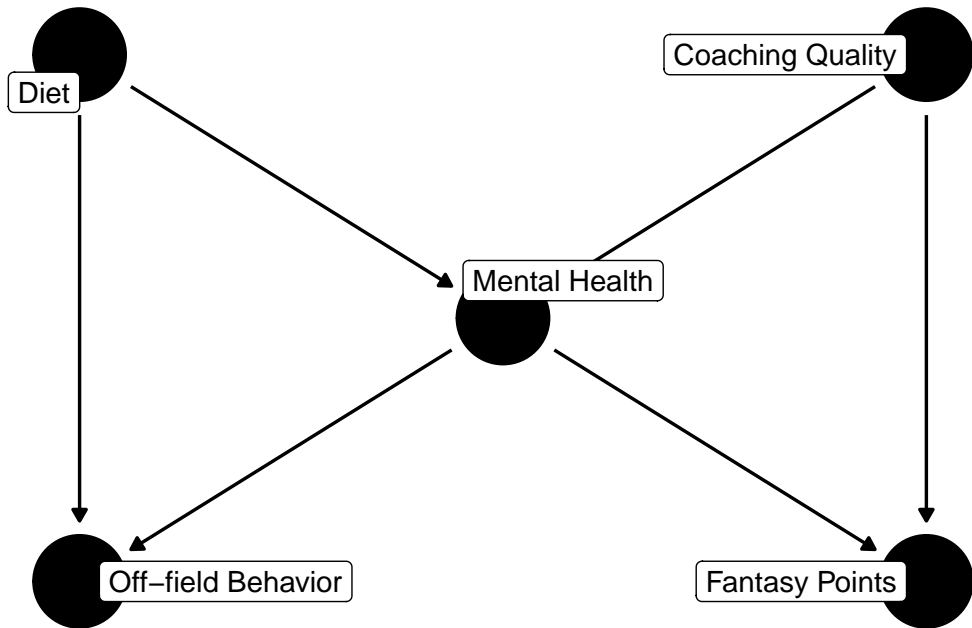 Diet
Coaching Quality
Mental Health
Off−field Behavior
Fantasy Points